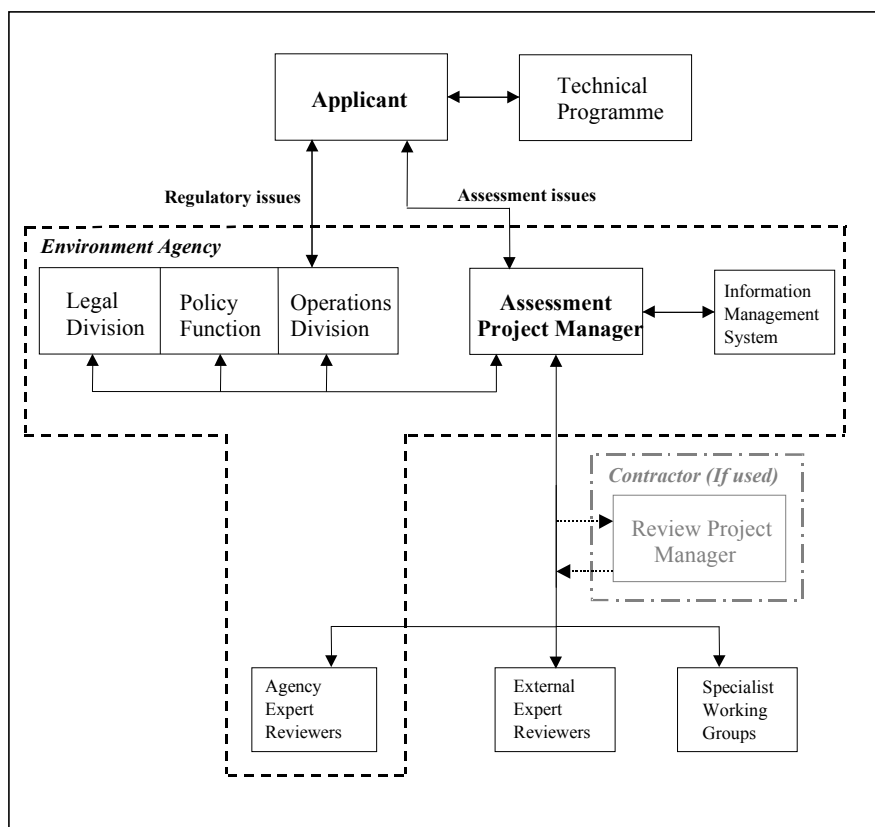 Applicant
Technical
Programme
Regulatory issues
Assessment issues
Environment Agency
Legal
Division
Policy
Function
Operations
Division
Assessment
Project Manager
Information
Management
System
Contractor (If used)
Review Project
Manager
Agency
Expert
Reviewers
External
Expert
Reviewers
Specialist
Working
Groups